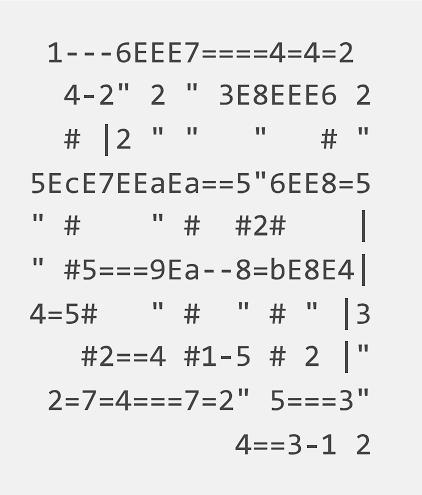 1---6EEE7====4=4=2
  4-2" 2 " 3E8EEE6 2
  # |2 " "   "   # "
5EcE7EEaEa==5"6EE8=5
" #    " #  #2#    |
" #5===9Ea--8=bE8E4|
4=5#   " #  " # " |3
   #2==4 #1-5 # 2 |"
 2=7=4===7=2" 5===3"
            4==3-1 2